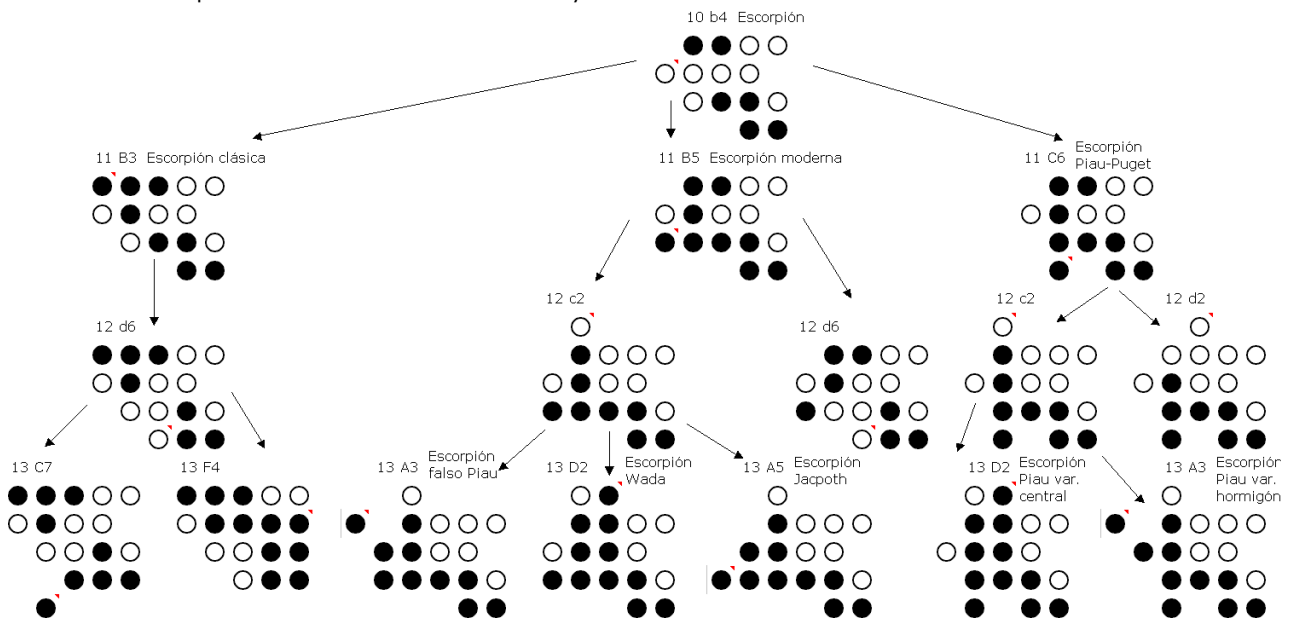 10 b4 Escorpión
11 B3 Escorpión clásica
11 B5 Escorpión moderna
11 C6 Escorpión
Piau-Puget
12 d6
12 c2
12 d6
12 c2
12 d2
13 C7
13 F4
13 A3 Escorpión
falso Piau
13 D2 Escorpión
Wada
13 A5 Escorpión
Jacpoth
13 D2 Escorpión
Piau var.
central
13 A3 Escorpión
Piau var.
hormigón